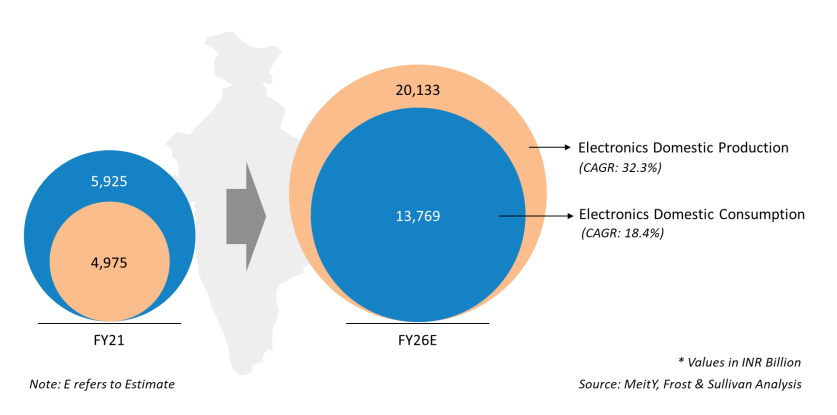 20,133
Electronics Domestic Production
(CAGR: 32.3%)
5,925
13,769
Electronics Domestic Consumption
(CAGR: 18.4%)
4,975
FY21
FY26E
* Values in INR Billion
Note: E refers to Estimate
Source: MeitY, Frost & Sullivan Analysis